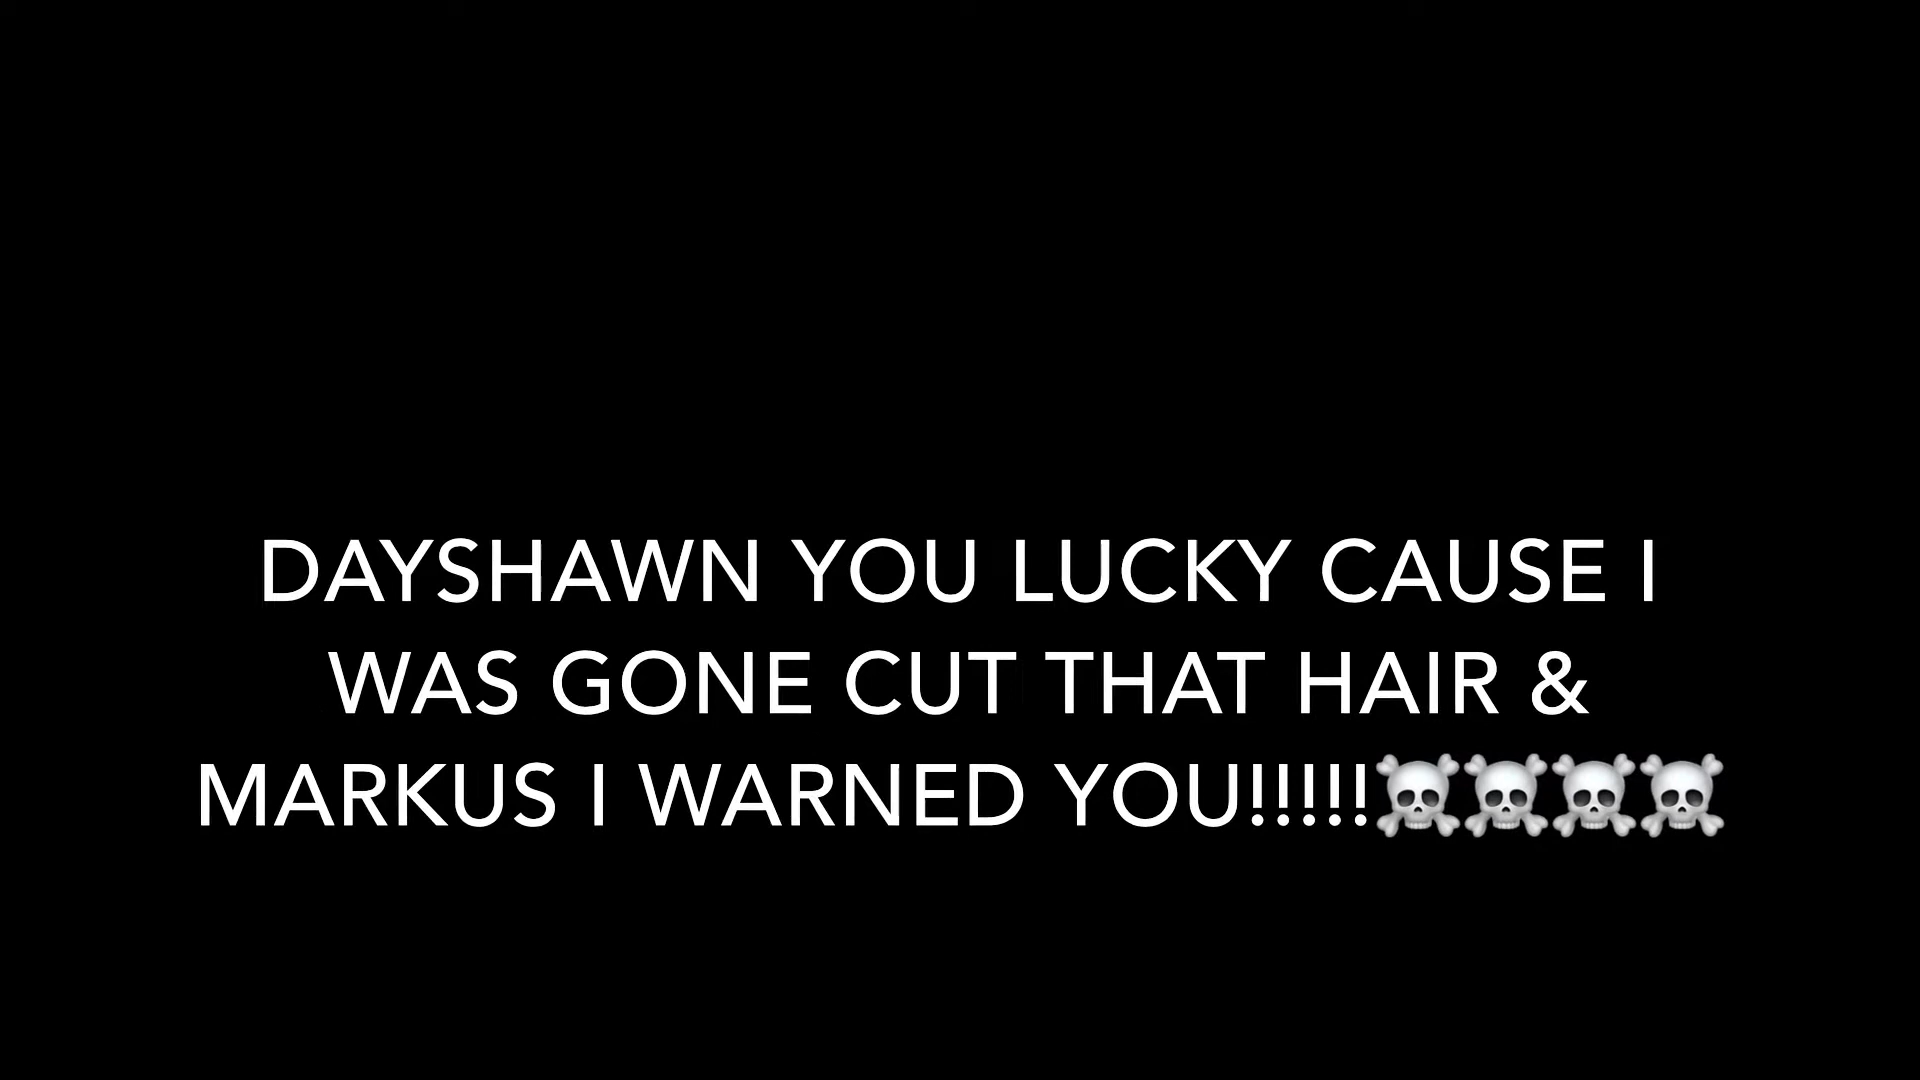 DAYSHAWN YOU LUCKY CAUSE I
WAS GONE CUT THAT HAIR &
MARKUS I WARNED YOU!!!!!☠️☠️☠️☠️